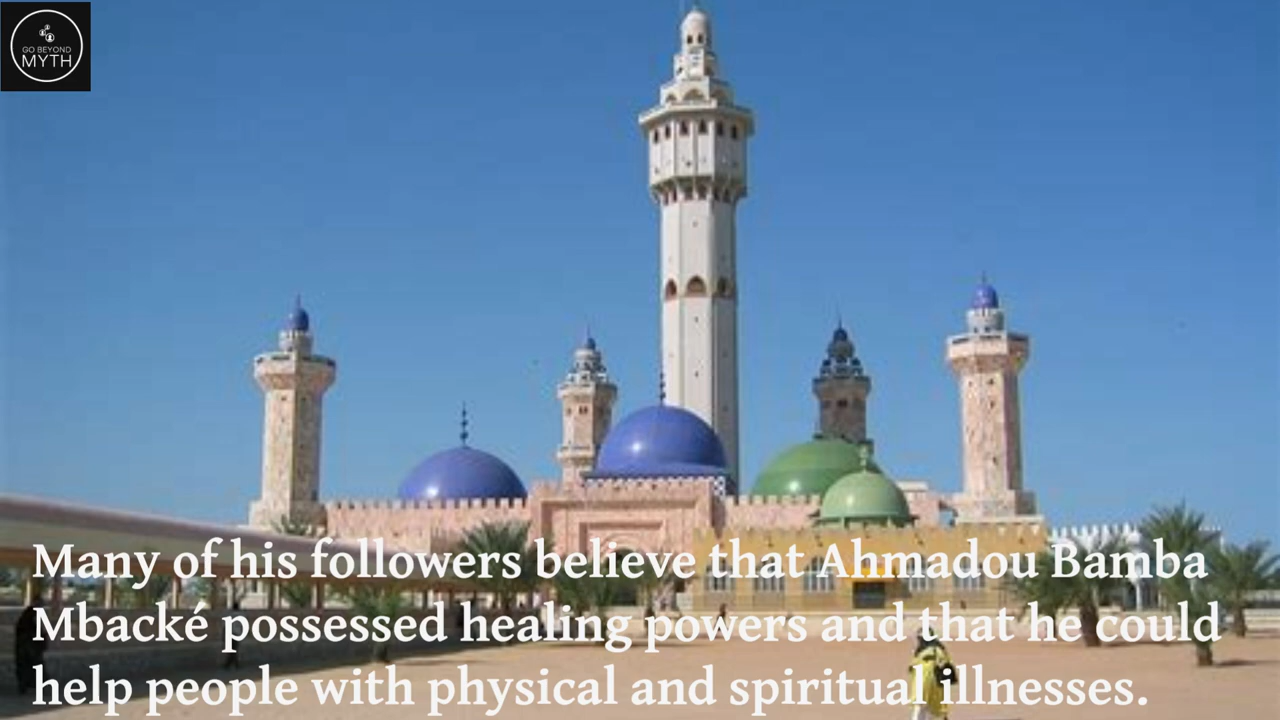 GO BEYOND
MYTH
Many of his followers believe that Ahmadou Bamba
Mbacké possessed healing powers and that he could
help people with physical and spiritual illnesses.